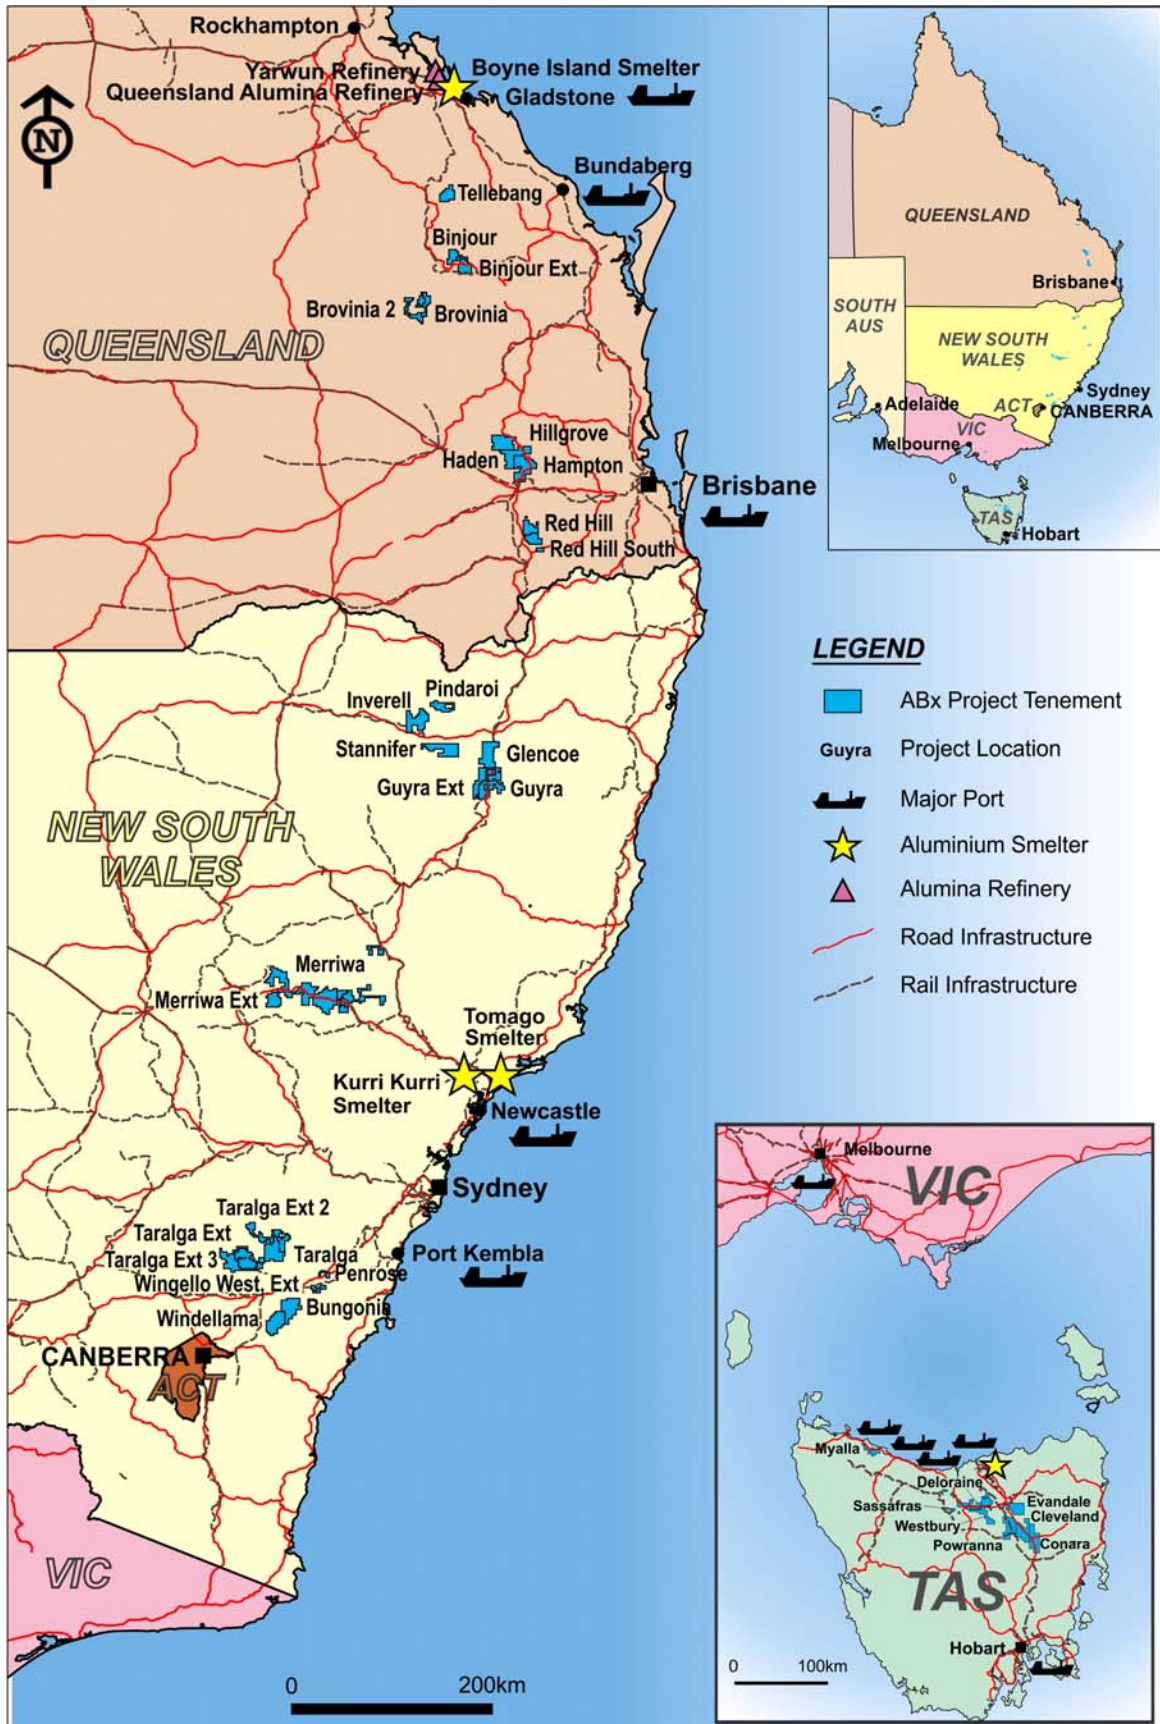 Rockhampton
Yarwun Refinery
Boyne Island Smelter
Queensland Alumina Refinery
Gladstone
N
Bundaberg
Tellebang
Binjour
Binjour Ext
Brovinia 2
Brovinia
QUEENSLAND
Hillgrove
Haden
Hampton
Brisbane
Red Hill
Red Hill South
Pindaroi
Inverell
Stannifer
Glencoe
Guyra Ext
Guyra
NEW SOUTH
WALES
Merriwa
Merriwa Ext
Tomago
Smelter
Kurri Kurri
Smelter
Newcastle
Sydney
Taralga Ext 2
Taralga Ext
Taralga Ext 3
Taralga
Port Kembla
Penrose
Wingello West, Ext
Bungonia
Windellama
CANBERRA
ACT
VIC
0 200km
QUEENSLAND
Brisbane
SOUTH
AUS
NEW SOUTH
WALES
Sydney
ACT
CANBERRA
Adelaide
VIC
Melbourne
TAS
Hobart
LEGEND
ABx Project Tenement
Guyra Project Location
Major Port
Aluminium Smelter
Alumina Refinery
Road Infrastructure
Rail Infrastructure
Melbourne
VIC
Myalla
Deloraine
Sassafras
Evandale
Cleveland
Westbury
Powranna
Conara
TAS
Hobart
0 100km